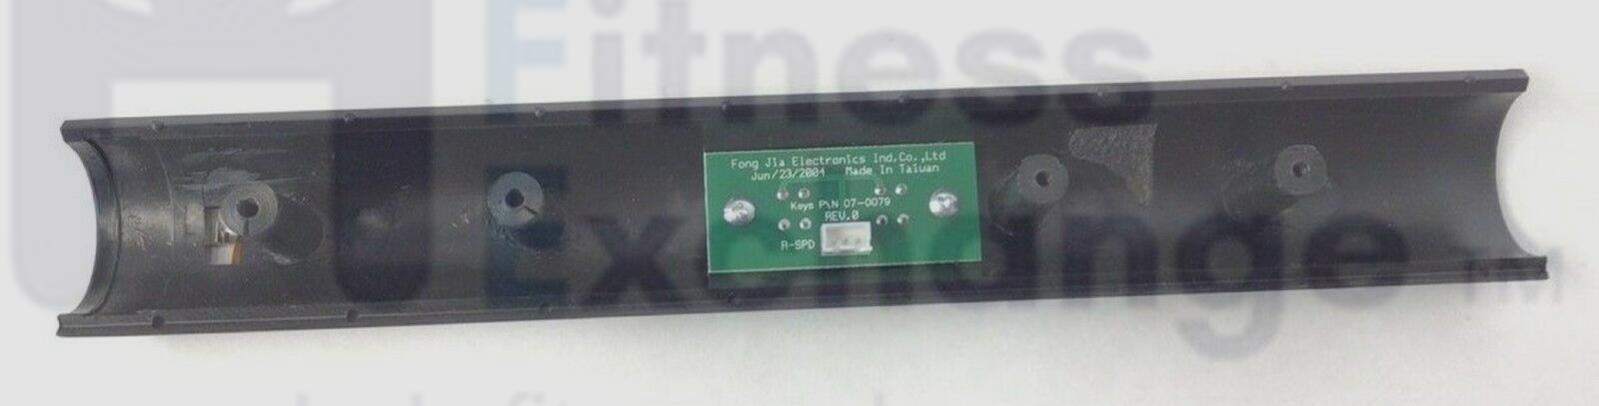 Fitness
Exchange TM
Fong Jia Electronics Ind.Co.,Ltd
Jun/23/2004 Made In Taiwan
Keys P\N 07-0079
REV.0
R-SPD